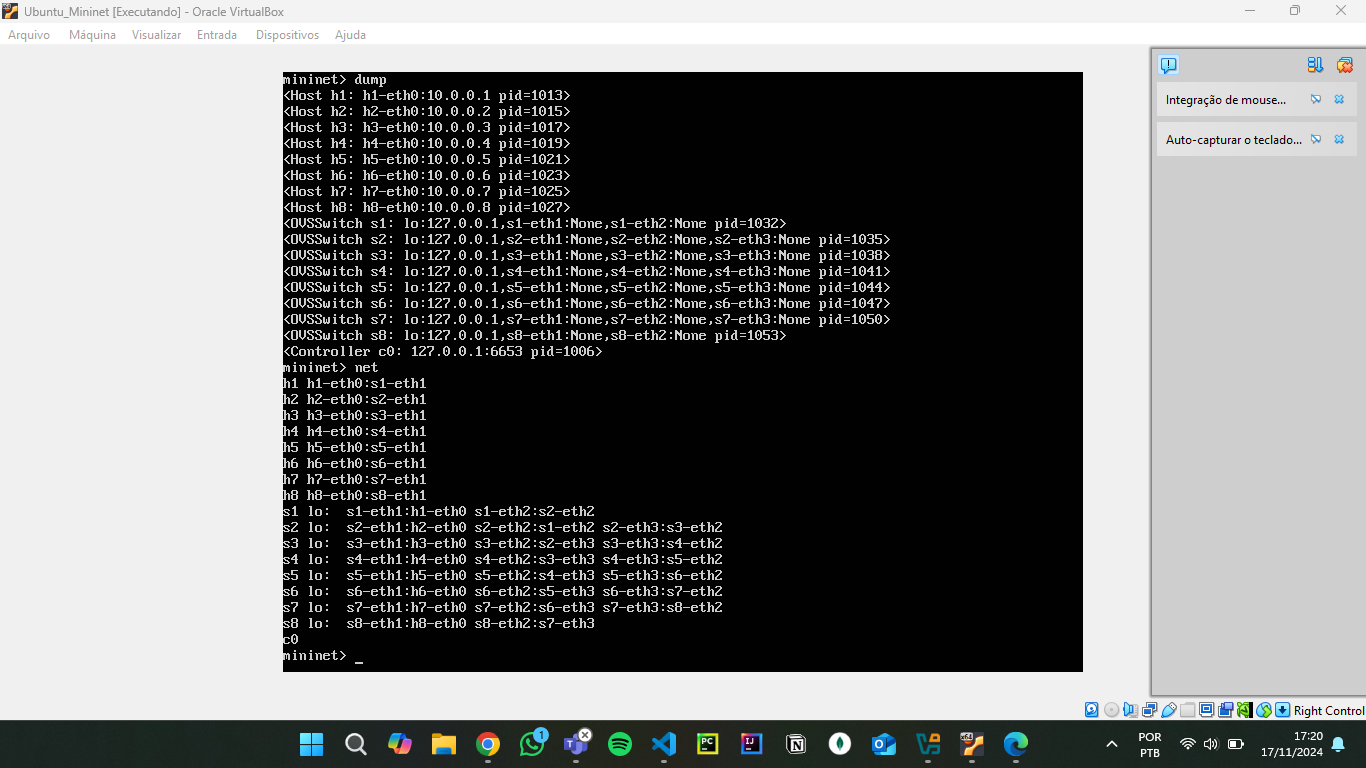 Ubuntu_Mininet [Executando] - Oracle VirtualBox
Arquivo Máquina Visualizar Entrada Dispositivos Ajuda
mininet> dump
<Host h1: h1-eth0:10.0.0.1 pid=1013>
<Host h2: h2-eth0:10.0.0.2 pid=1015>
<Host h3: h3-eth0:10.0.0.3 pid=1017>
<Host h4: h4-eth0:10.0.0.4 pid=1019>
<Host h5: h5-eth0:10.0.0.5 pid=1021>
<Host h6: h6-eth0:10.0.0.6 pid=1023>
<Host h7: h7-eth0:10.0.0.7 pid=1025>
<Host h8: h8-eth0:10.0.0.8 pid=1027>
<OVSSwitch s1: lo:127.0.0.1,s1-eth1:None,s1-eth2:None pid=1032>
<OVSSwitch s2: lo:127.0.0.1,s2-eth1:None,s2-eth2:None,s2-eth3:None pid=1035>
<OVSSwitch s3: lo:127.0.0.1,s3-eth1:None,s3-eth2:None,s3-eth3:None pid=1038>
<OVSSwitch s4: lo:127.0.0.1,s4-eth1:None,s4-eth2:None,s4-eth3:None pid=1041>
<OVSSwitch s5: lo:127.0.0.1,s5-eth1:None,s5-eth2:None,s5-eth3:None pid=1044>
<OVSSwitch s6: lo:127.0.0.1,s6-eth1:None,s6-eth2:None,s6-eth3:None pid=1047>
<OVSSwitch s7: lo:127.0.0.1,s7-eth1:None,s7-eth2:None,s7-eth3:None pid=1050>
<OVSSwitch s8: lo:127.0.0.1,s8-eth1:None,s8-eth2:None pid=1053>
<Controller c0: 127.0.0.1:6653 pid=1006>
mininet> net
h1 h1-eth0:s1-eth1
h2 h2-eth0:s2-eth1
h3 h3-eth0:s3-eth1
h4 h4-eth0:s4-eth1
h5 h5-eth0:s5-eth1
h6 h6-eth0:s6-eth1
h7 h7-eth0:s7-eth1
h8 h8-eth0:s8-eth1
s1 lo:  s1-eth1:h1-eth0 s1-eth2:s2-eth2
s2 lo:  s2-eth1:h2-eth0 s2-eth2:s1-eth2 s2-eth3:s3-eth2
s3 lo:  s3-eth1:h3-eth0 s3-eth2:s2-eth3 s3-eth3:s4-eth2
s4 lo:  s4-eth1:h4-eth0 s4-eth2:s3-eth3 s4-eth3:s5-eth2
s5 lo:  s5-eth1:h5-eth0 s5-eth2:s4-eth3 s5-eth3:s6-eth2
s6 lo:  s6-eth1:h6-eth0 s6-eth2:s5-eth3 s6-eth3:s7-eth2
s7 lo:  s7-eth1:h7-eth0 s7-eth2:s6-eth3 s7-eth3:s8-eth2
s8 lo:  s8-eth1:h8-eth0 s8-eth2:s7-eth3
c0
mininet> _
Integração de mouse...
Auto-capturar o teclado...
Right Control
1
PC
IJ
POR
PTB
17:20
17/11/2024